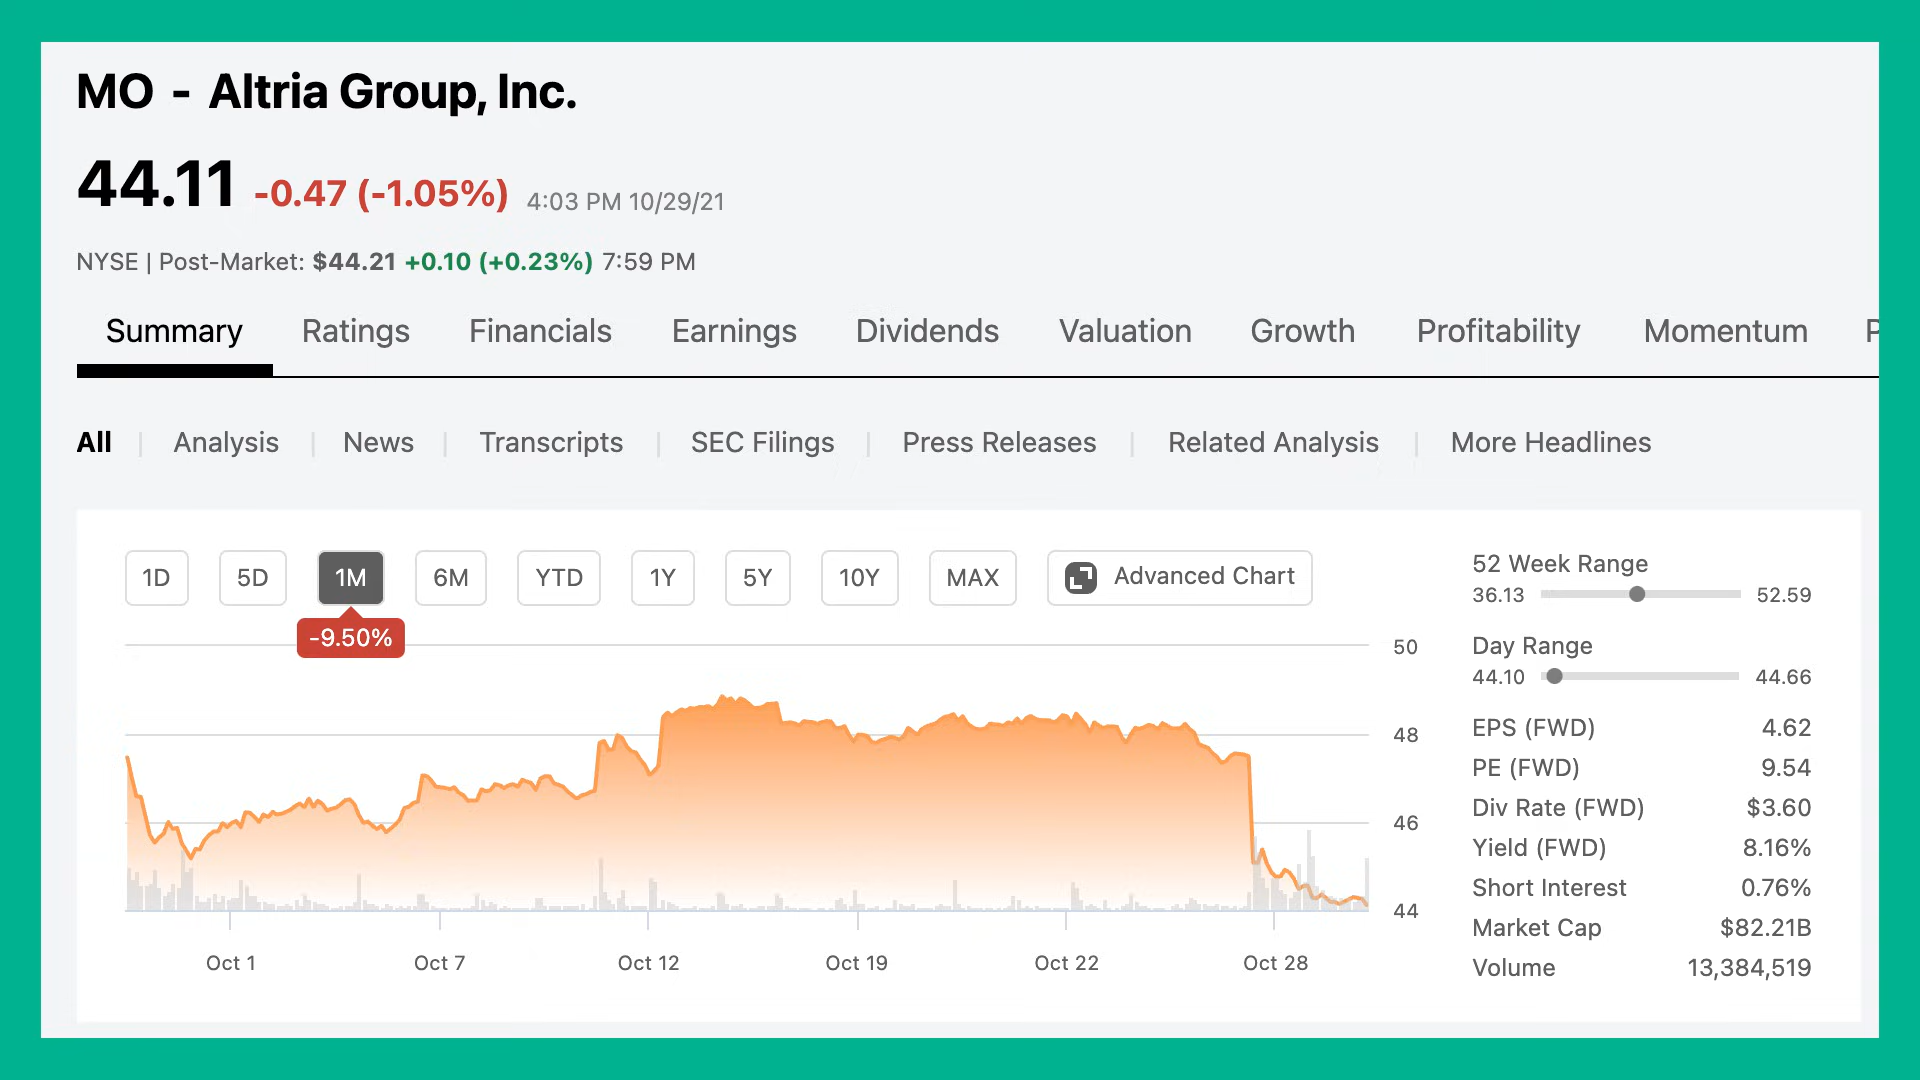 MO - Altria Group, Inc.
44.11 -0.47 (-1.05%) 4:03 PM 10/29/21
NYSE | Post-Market: $44.21 +0.10 (+0.23%) 7:59 PM
Summary Ratings Financials Earnings Dividends Valuation Growth Profitability Momentum
All | Analysis | News | Transcripts | SEC Filings | Press Releases | Related Analysis | More Headlines
1D 5D 1M 6M YTD 1Y 5Y 10Y MAX Advanced Chart
-9.50%
50
48
46
44
Oct 1 Oct 7 Oct 12 Oct 19 Oct 22 Oct 28
52 Week Range
36.13 52.59
Day Range
44.10 44.66
EPS (FWD) 4.62
PE (FWD) 9.54
Div Rate (FWD) $3.60
Yield (FWD) 8.16%
Short Interest 0.76%
Market Cap $82.21B
Volume 13,384,519